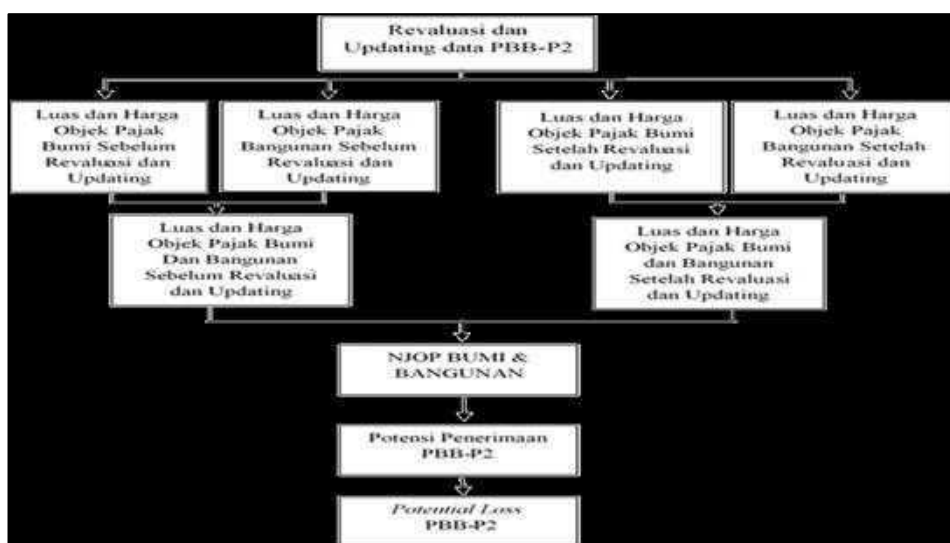 Revaluasi dan
Updating data PBB-P2
Luas dan Harga
Objek Pajak
Bumi Sebelum
Revaluasi dan
Updating
Luas dan Harga
Objek Pajak
Bangunan Sebelum
Revaluasi dan
Updating
Luas dan Harga
Objek Pajak Bumi
Setelah Revaluasi
dan Updating
Luas dan Harga
Objek Pajak
Bangunan Setelah
Revaluasi dan
Updating
Luas dan Harga
Objek Pajak Bumi
Dan Bangunan
Sebelum Revaluasi
dan Updating
Luas dan Harga
Objek Pajak Bumi
dan Bangunan
Setelah Revaluasi
dan Updating
NJOP BUMI &
BANGUNAN
Potensi Penerimaan
PBB-P2
Potential Loss
PBB-P2